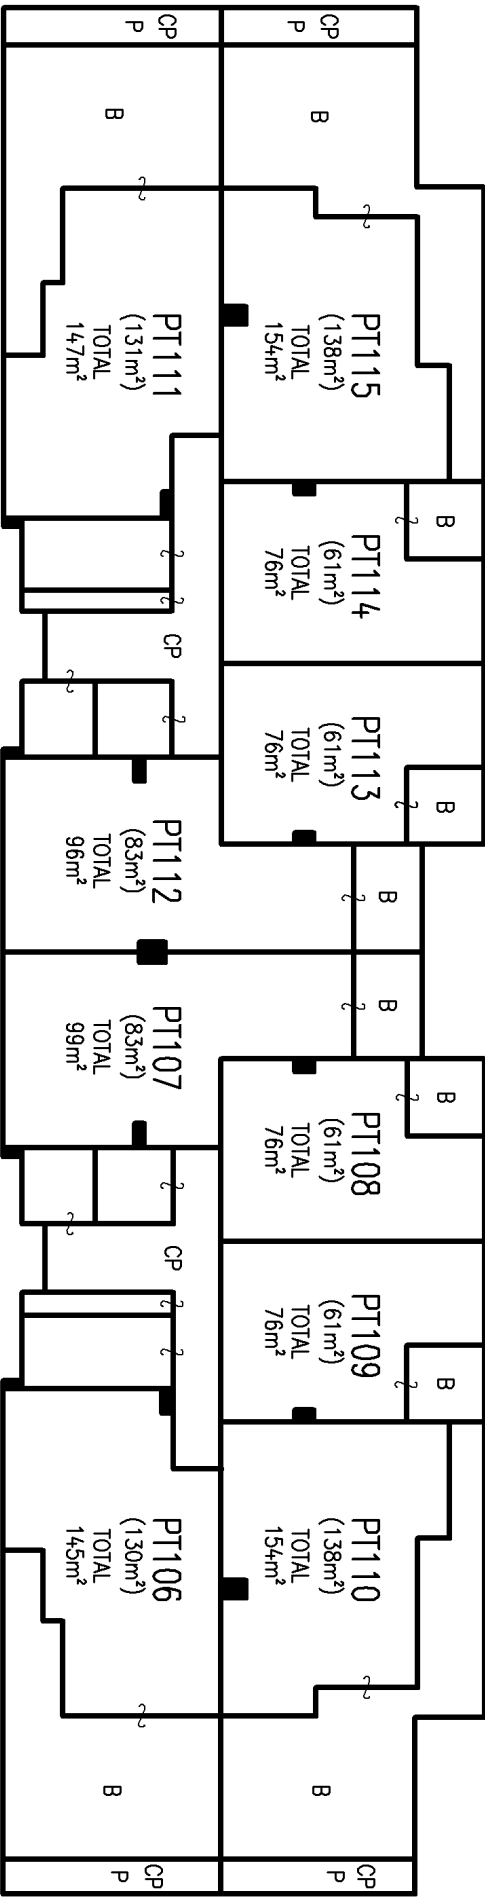 CP
P
CP
P
B
B
PT115
(138m²)
TOTAL
154m²
PT111
(131m²)
TOTAL
147m²
B
PT114
(61m²)
TOTAL
76m²
CP
PT113
(61m²)
TOTAL
76m²
B
PT112
(83m²)
TOTAL
96m²
B
B
PT107
(83m²)
TOTAL
99m²
B
PT108
(61m²)
TOTAL
76m²
CP
PT109
(61m²)
TOTAL
76m²
B
PT110
(138m²)
TOTAL
154m²
PT106
(130m²)
TOTAL
145m²
B
B
CP
P
CP
P